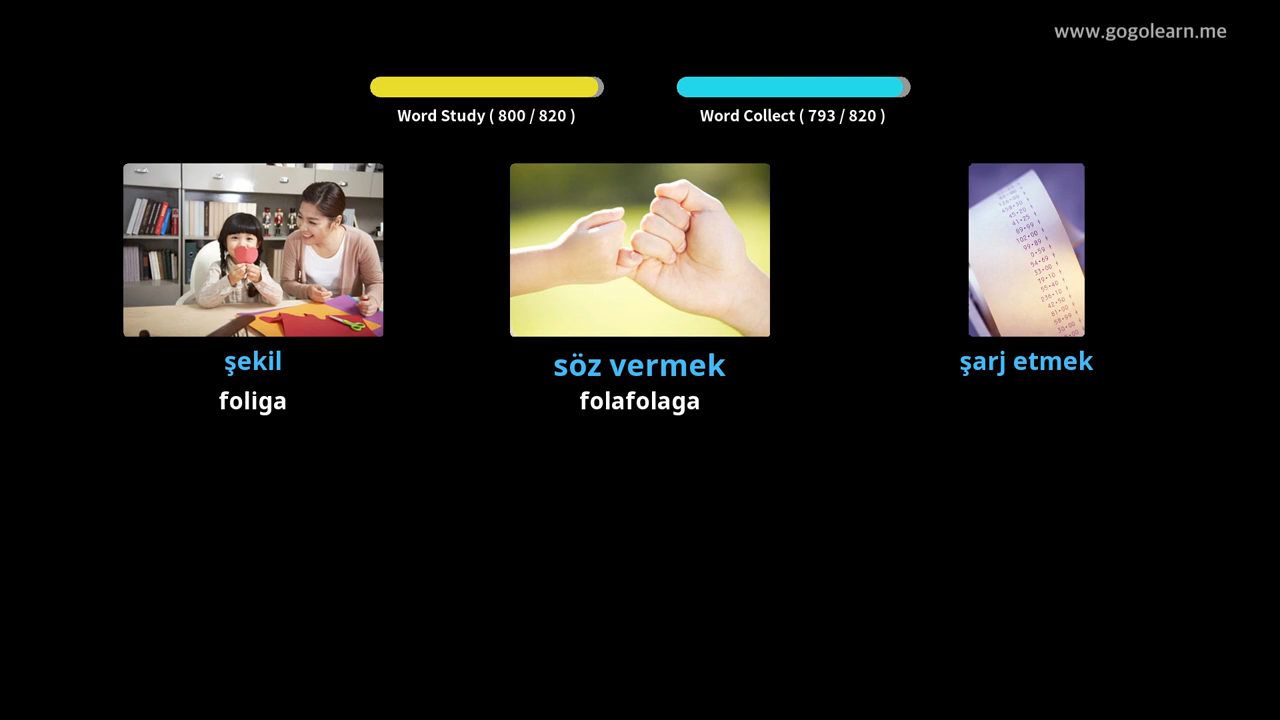 www.gogolearn.me
Word Study ( 800 / 820 )
Word Collect ( 793 / 820 )
şekil
söz vermek
şarj etmek
foliga
folafolaga